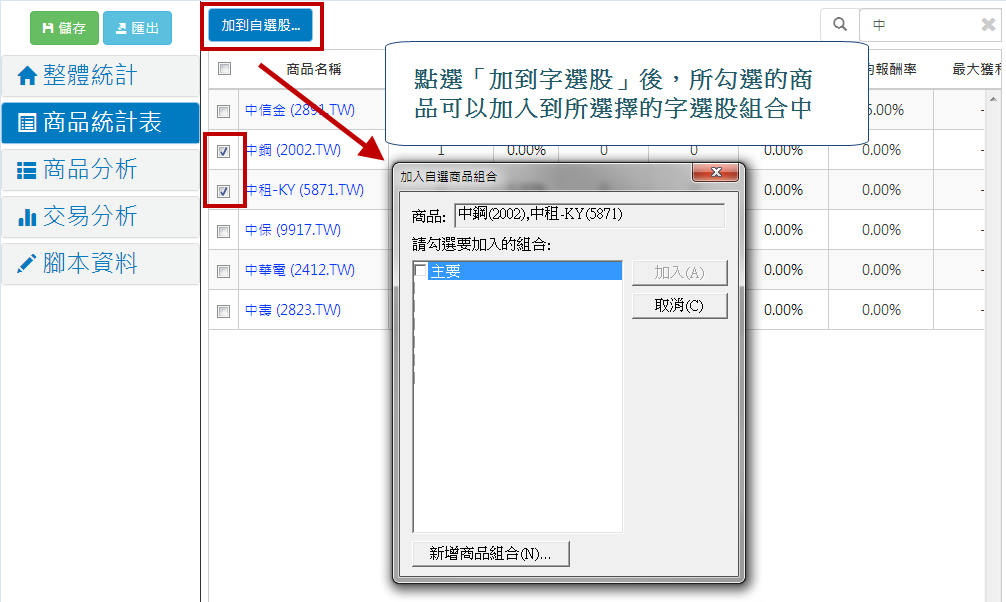 儲存
匯出
加到自選股...
中
整體統計
商品統計表
商品分析
交易分析
腳本資料
商品名稱
報酬率
最大獲利
點選「加到字選股」後，所勾選的商
品可以加入到所選擇的字選股組合中
中信金 (2891.TW)
中鋼 (2002.TW) 1 0.00% 0 0 0.00% 0.00% -
中租-KY (5871.TW) 0.00% 0.00% -
中保 (9917.TW) 0.00% 0.00% -
中華電 (2412.TW) 0.00% 0.00% -
中壽 (2823.TW) 0.00% 0.00% -
加入自選商品組合
商品:
中鋼(2002),中租-KY(5871)
請勾選要加入的組合:
主要
加入(A)
取消(C)
新增商品組合(N)...